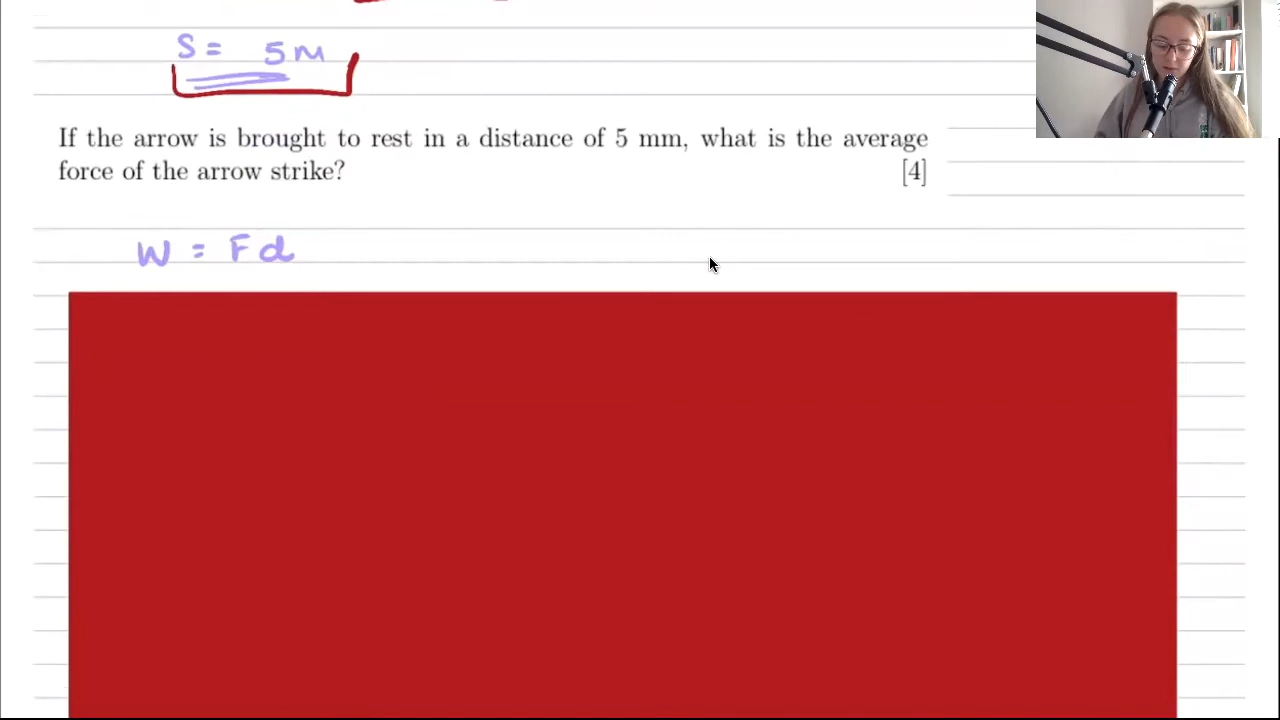 S = 5m
If the arrow is brought to rest in a distance of 5 mm, what is the average
force of the arrow strike? [4]
W = Fd